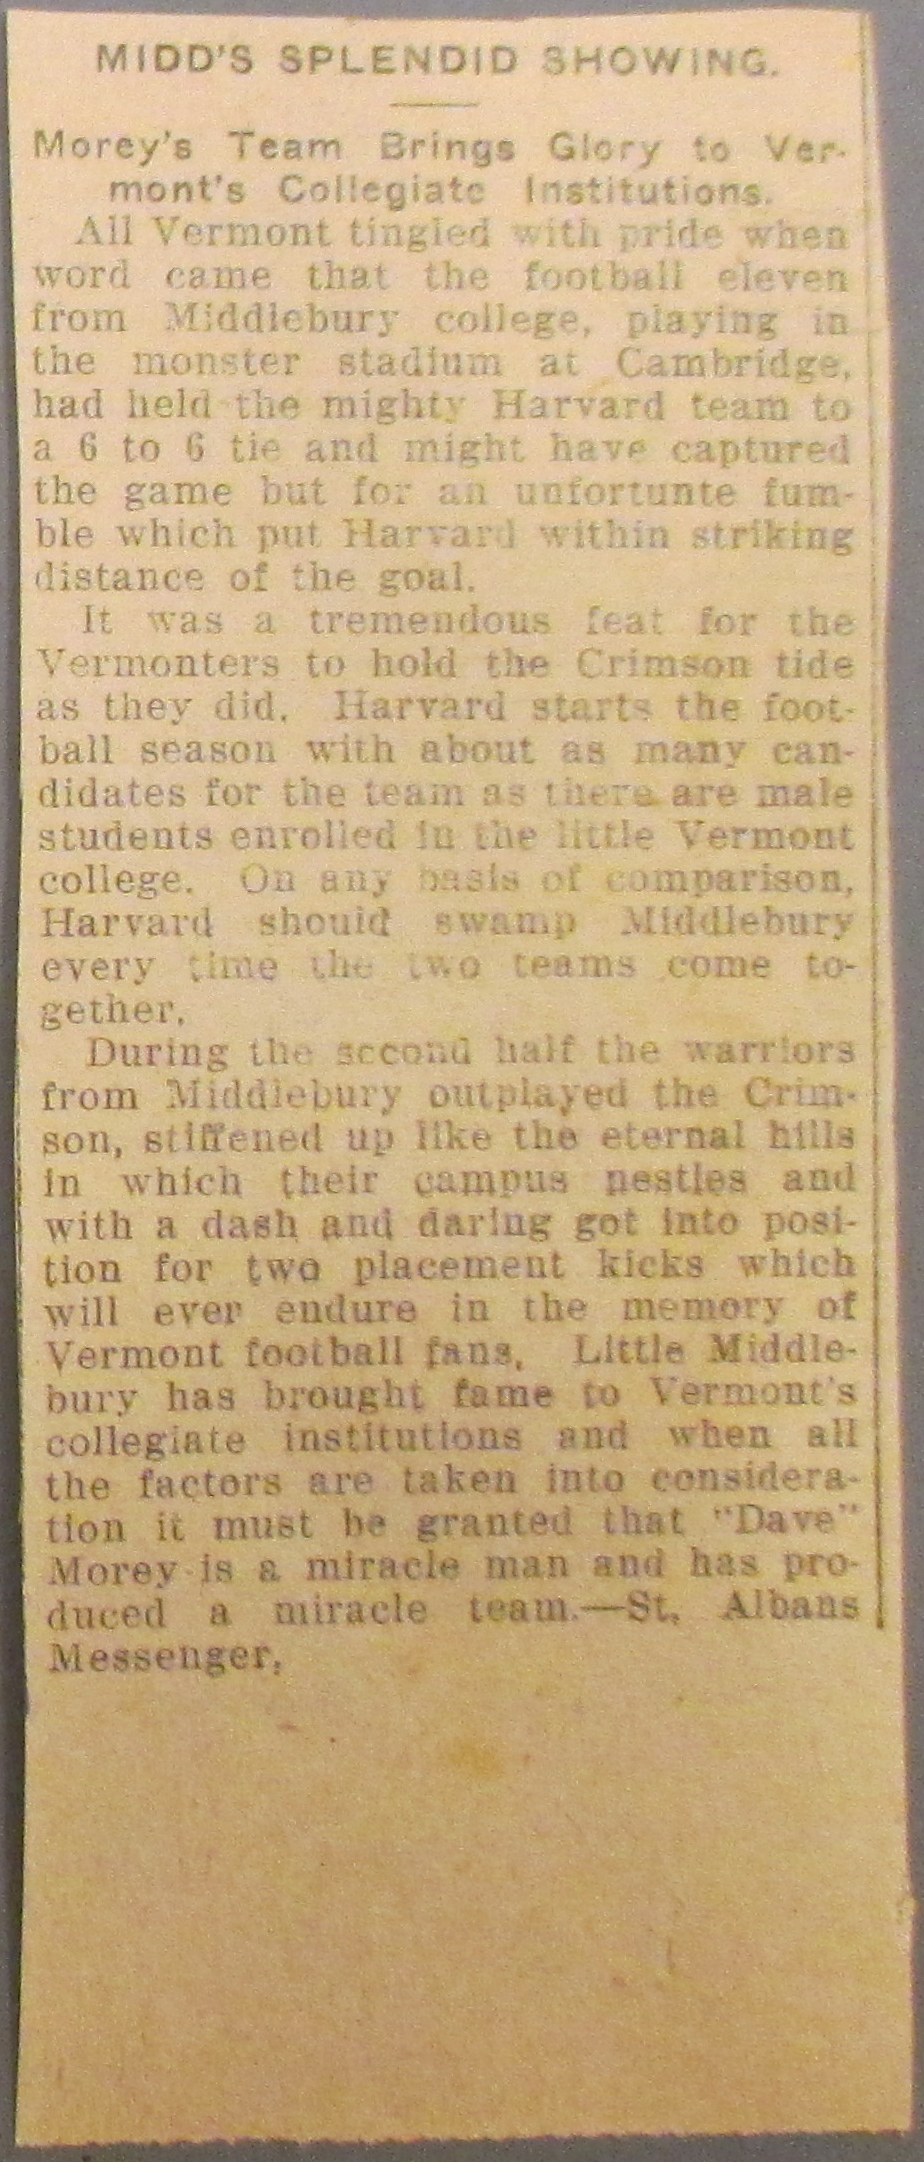 MIDD'S SPLENDID SHOWING.
Morey's Team Brings Glory to Ver-
mont's Collegiate Institutions.
All Vermont tingled with pride when
word came that the football eleven
from Middlebury college, playing in
the monster stadium at Cambridge,
had held the mighty Harvard team to
a 6 to 6 tie and might have captured
the game but for an unfortunte fum-
ble which put Harvard within striking
distance of the goal.
It was a tremendous feat for the
Vermonters to hold the Crimson tide
as they did. Harvard starts the foot-
ball season with about as many can-
didates for the team as there are male
students enrolled in the little Vermont
college. On any basis of comparison,
Harvard should swamp Middlebury
every time the two teams come to-
gether.
During the second half the warriors
from Middlebury outplayed the Crim-
son, stiffened up like the eternal hills
in which their campus nestles and
with a dash and daring got into posi-
tion for two placement kicks which
will ever endure in the memory of
Vermont football fans. Little Middle-
bury has brought fame to Vermont's
collegiate institutions and when all
the factors are taken into considera-
tion it must be granted that "Dave"
Morey is a miracle man and has pro-
duced a miracle team.—St. Albans
Messenger.